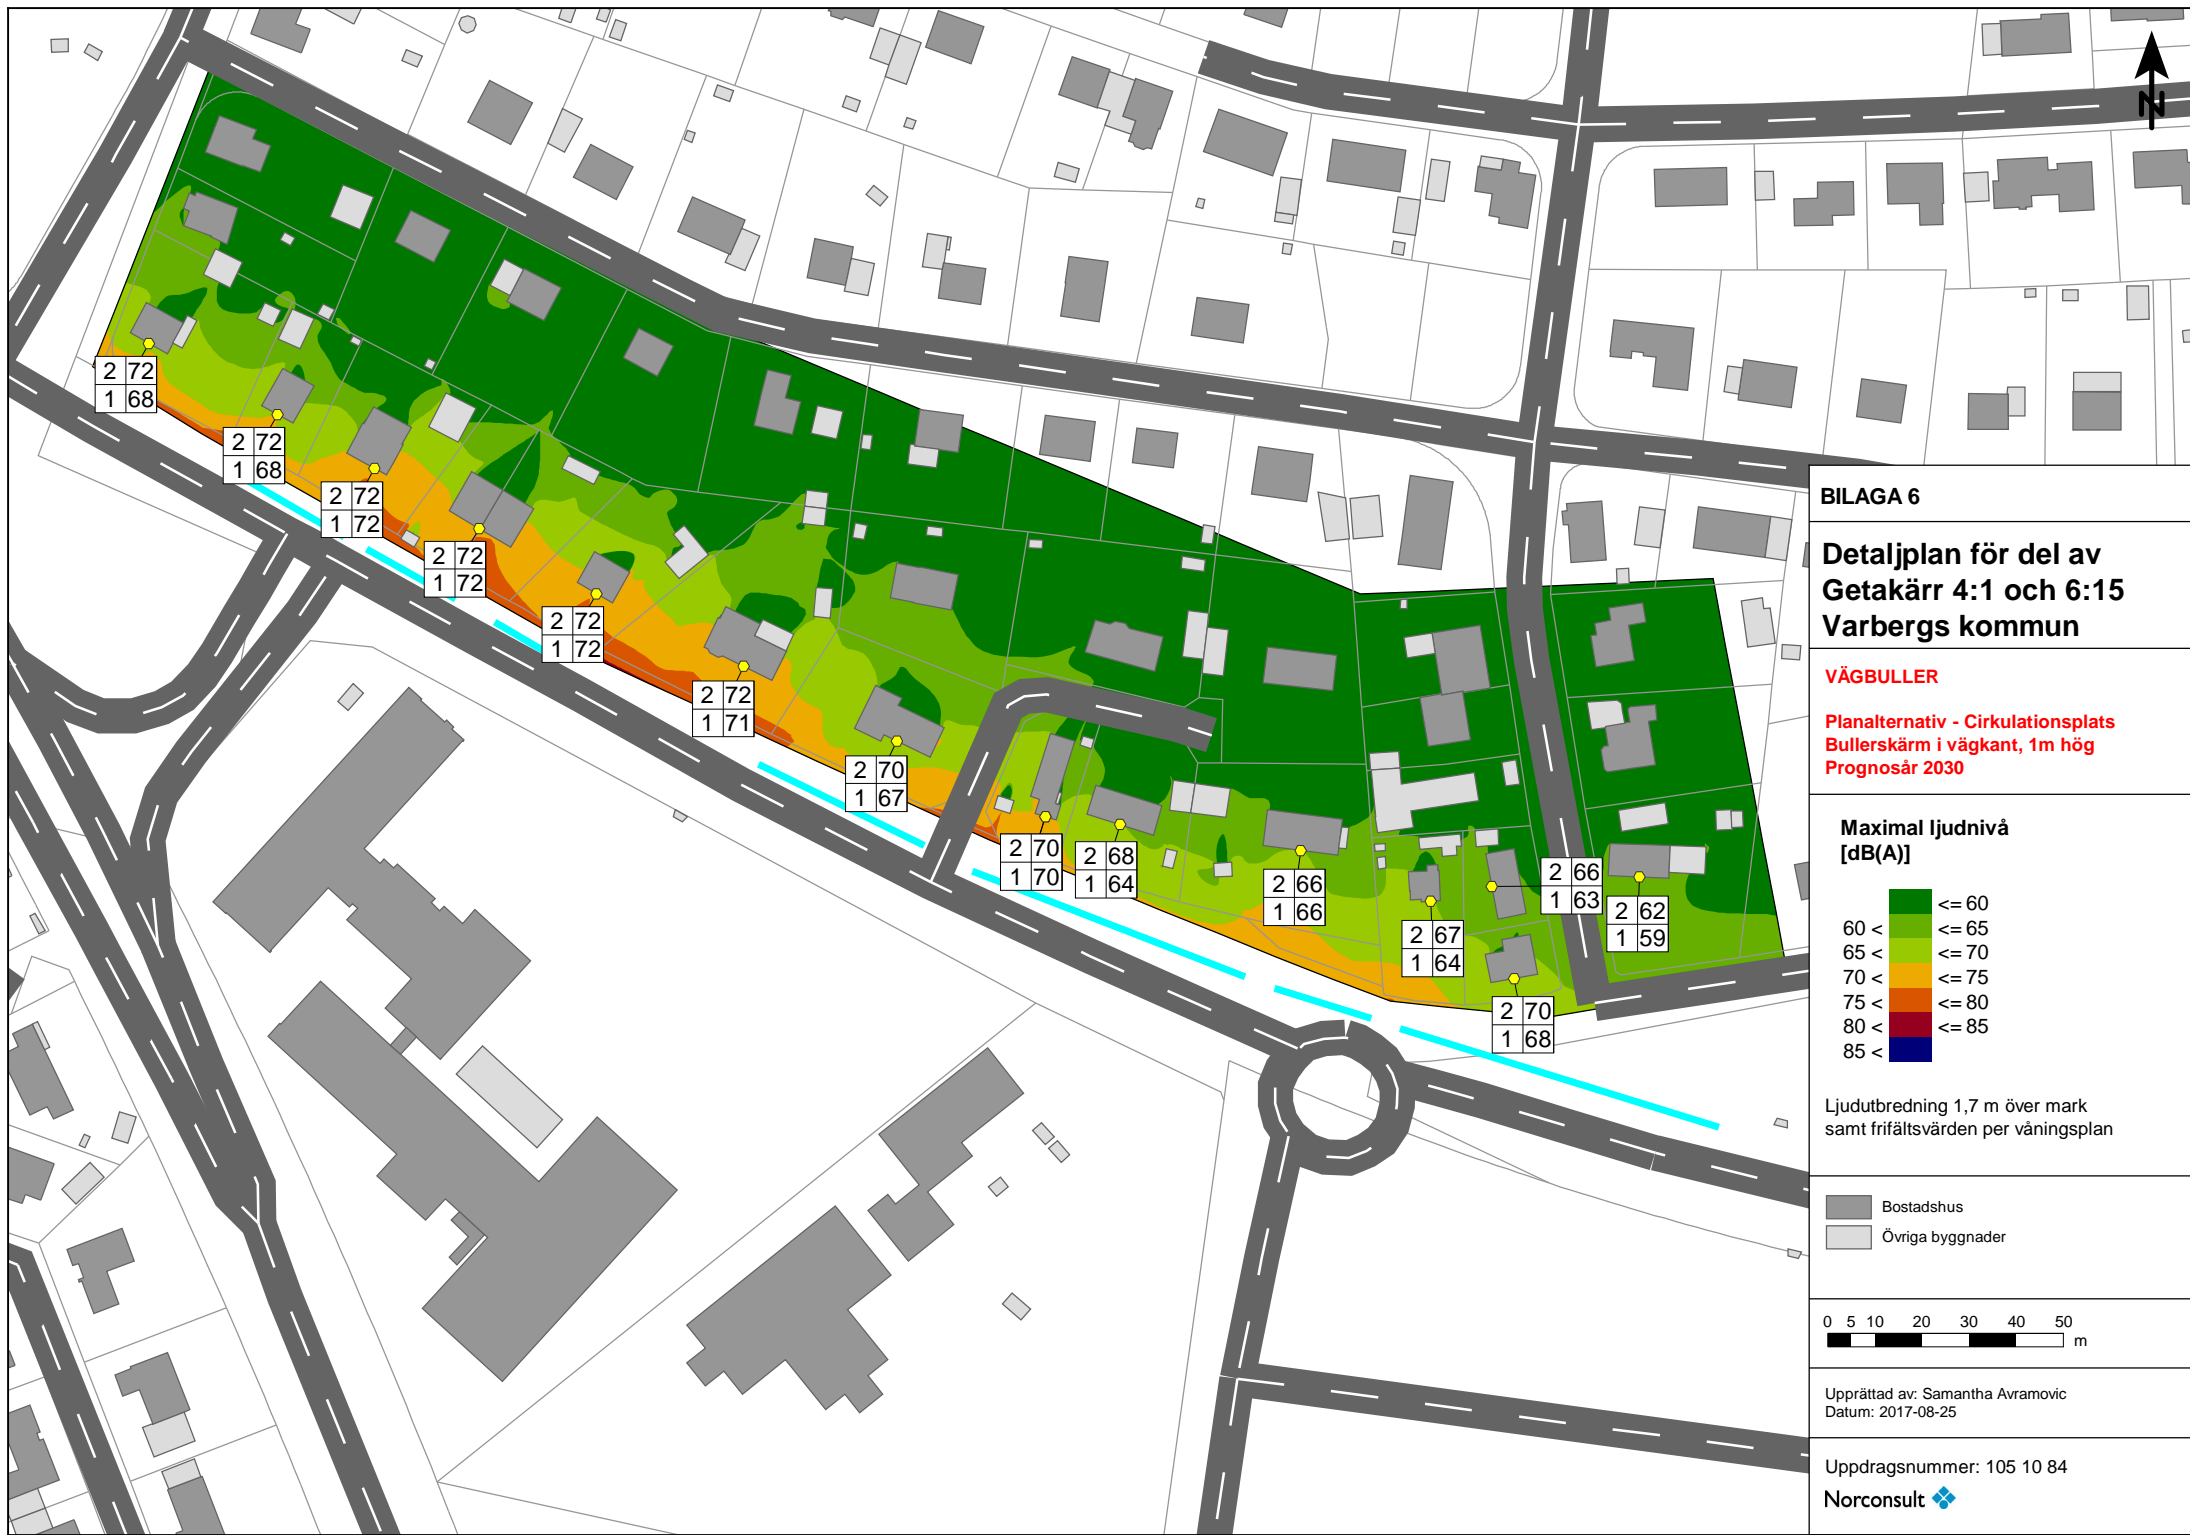 N
2 72
1 68
2 72
1 68
2 72
1 72
2 72
1 72
2 72
1 72
2 72
1 71
2 70
1 67
2 70
1 70
2 68
1 64
2 66
1 66
2 67
1 64
2 66
1 63
2 62
1 59
2 70
1 68
BILAGA 6
Detaljplan för del av
Getakärr 4:1 och 6:15
Varbergs kommun
VÄGBULLER
Planalternativ - Cirkulationsplats
Bullerskärm i vägkant, 1m hög
Prognosår 2030
Maximal ljudnivå
[dB(A)]
<= 60
60 < <= 65
65 < <= 70
70 < <= 75
75 < <= 80
80 < <= 85
85 <
Ljudutbredning 1,7 m över mark
samt frifältsvärden per våningsplan
Bostadshus
Övriga byggnader
0 5 10 20 30 40 50
m
Upprättad av: Samantha Avramovic
Datum: 2017-08-25
Uppdragsnummer: 105 10 84
Norconsult